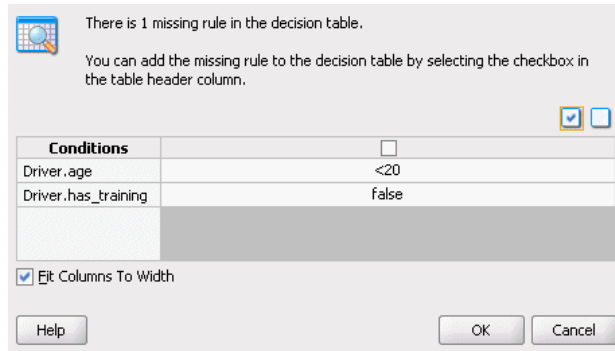 There is 1 missing rule in the decision table.
You can add the missing rule to the decision table by selecting the checkbox in
the table header column.
Conditions
Driver.age <20
Driver.has_training false
Fit Columns To Width
Help OK Cancel